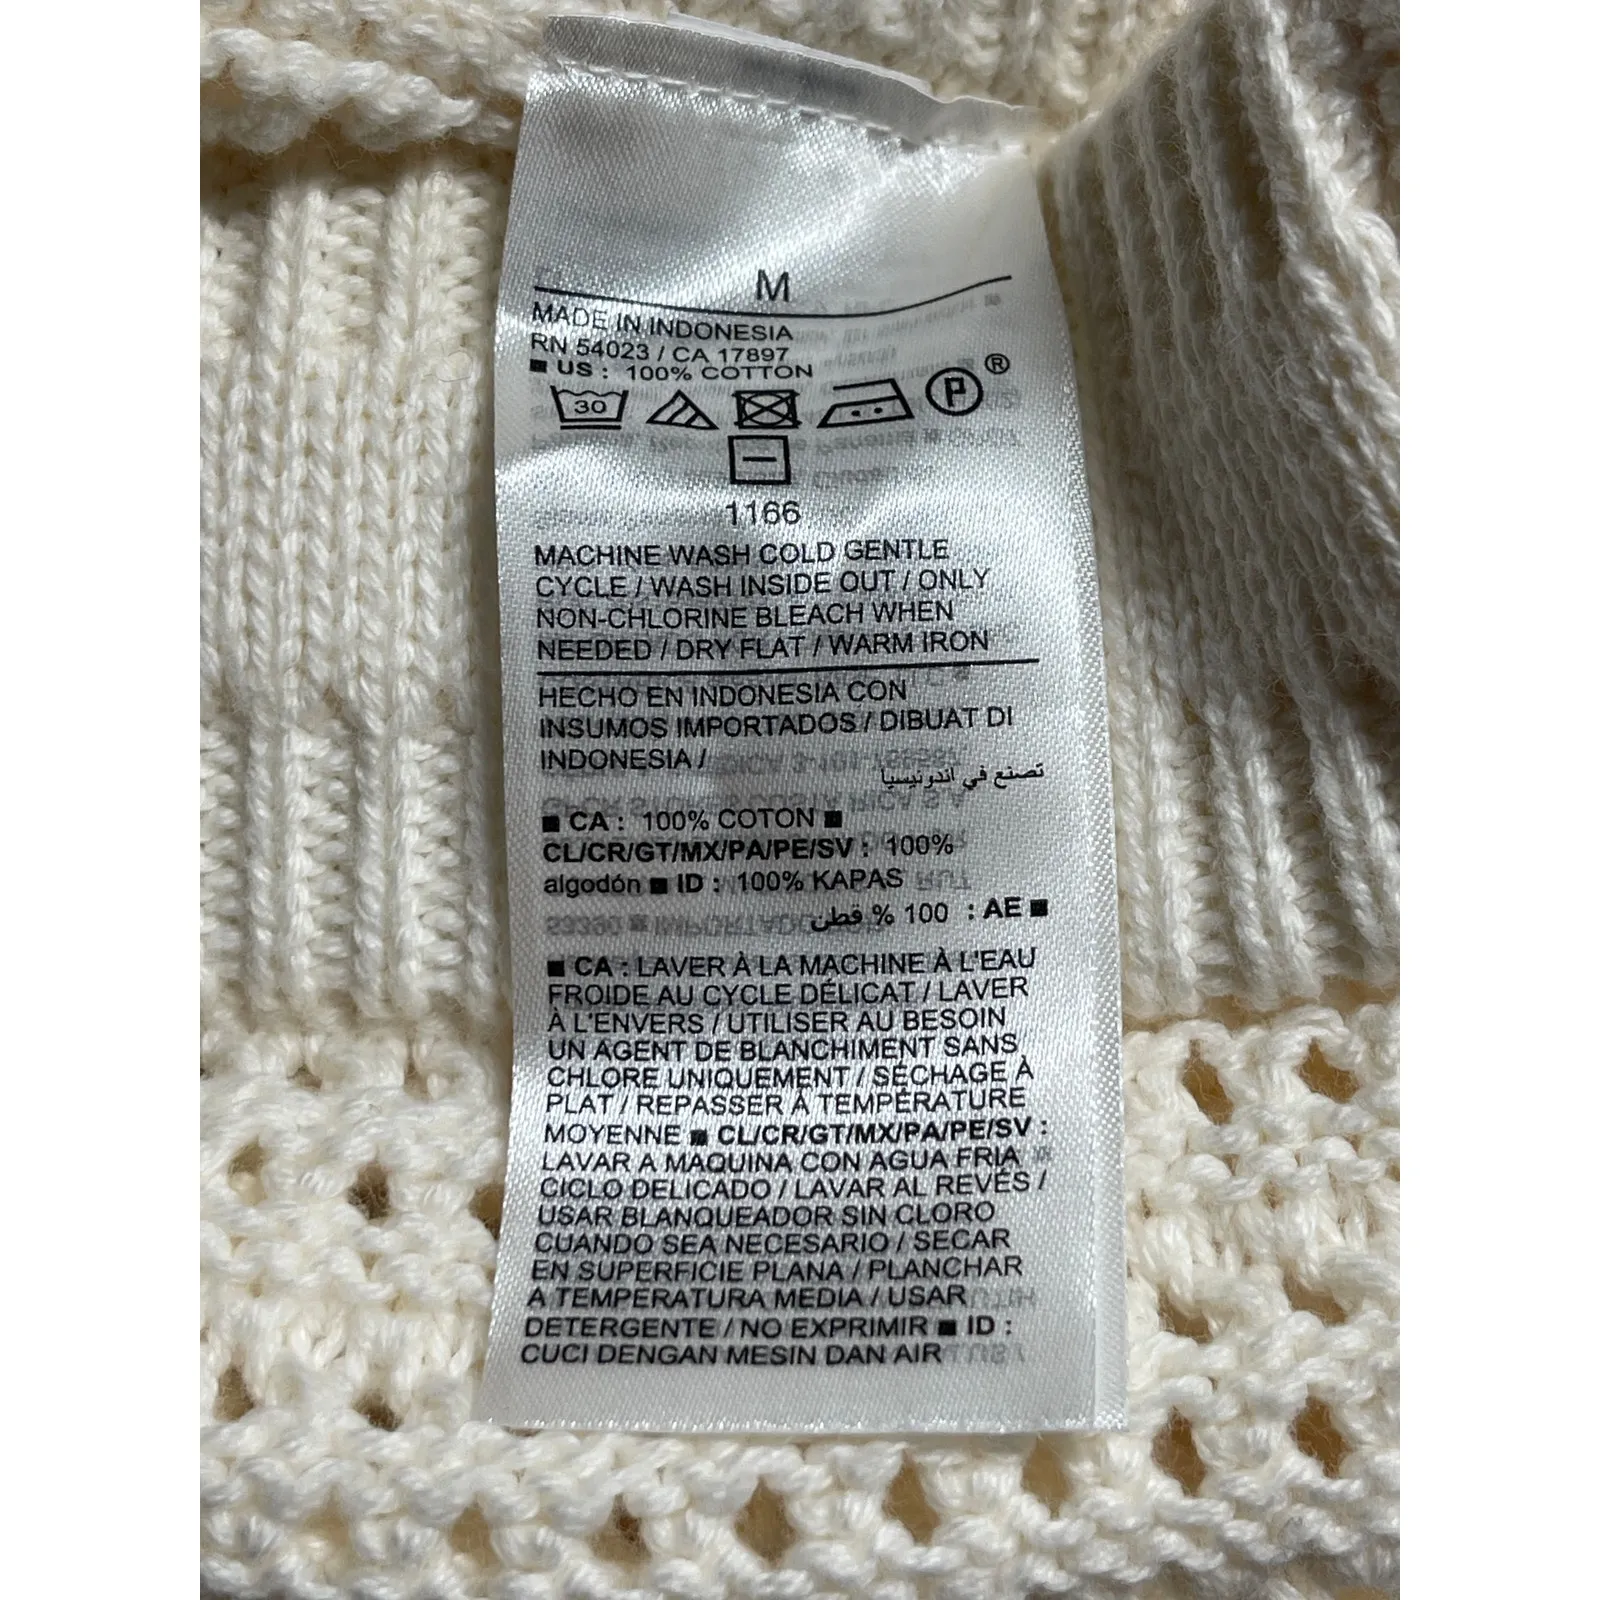 M
MADE IN INDONESIA
RN 54023 / CA 17897
■ US : 100% COTTON
30
P ®
1166
MACHINE WASH COLD GENTLE
CYCLE / WASH INSIDE OUT / ONLY
NON-CHLORINE BLEACH WHEN
NEEDED / DRY FLAT / WARM IRON
HECHO EN INDONESIA CON
INSUMOS IMPORTADOS / DIBUAT DI
INDONESIA /
تصنع في اندونيسيا
■ CA : 100% COTON ■
CL/CR/GT/MX/PA/PE/SV : 100%
algodón ■ ID : 100% KAPAS
■ AE : 100 % قطن
■ CA : LAVER À LA MACHINE À L'EAU
FROIDE AU CYCLE DÉLICAT / LAVER
À L'ENVERS / UTILISER AU BESOIN
UN AGENT DE BLANCHIMENT SANS
CHLORE UNIQUEMENT / SÉCHAGE À
PLAT / REPASSER À TEMPÉRATURE
MOYENNE ■ CL/CR/GT/MX/PA/PE/SV :
LAVAR A MAQUINA CON AGUA FRIA
CICLO DELICADO / LAVAR AL REVÉS /
USAR BLANQUEADOR SIN CLORO
CUANDO SEA NECESARIO / SECAR
EN SUPERFICIE PLANA / PLANCHAR
A TEMPERATURA MEDIA / USAR
DETERGENTE / NO EXPRIMIR ■ ID :
CUCI DENGAN MESIN DAN AIR